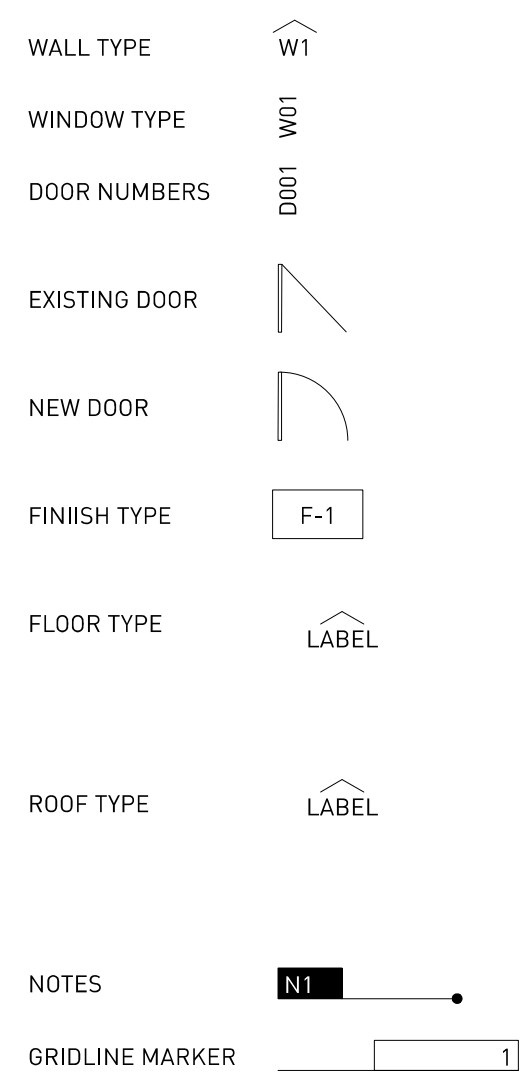 WALL TYPE W1
WINDOW TYPE W01
DOOR NUMBERS D001
EXISTING DOOR
NEW DOOR
FINIISH TYPE F-1
FLOOR TYPE LABEL
ROOF TYPE LABEL
NOTES N1
GRIDLINE MARKER 1